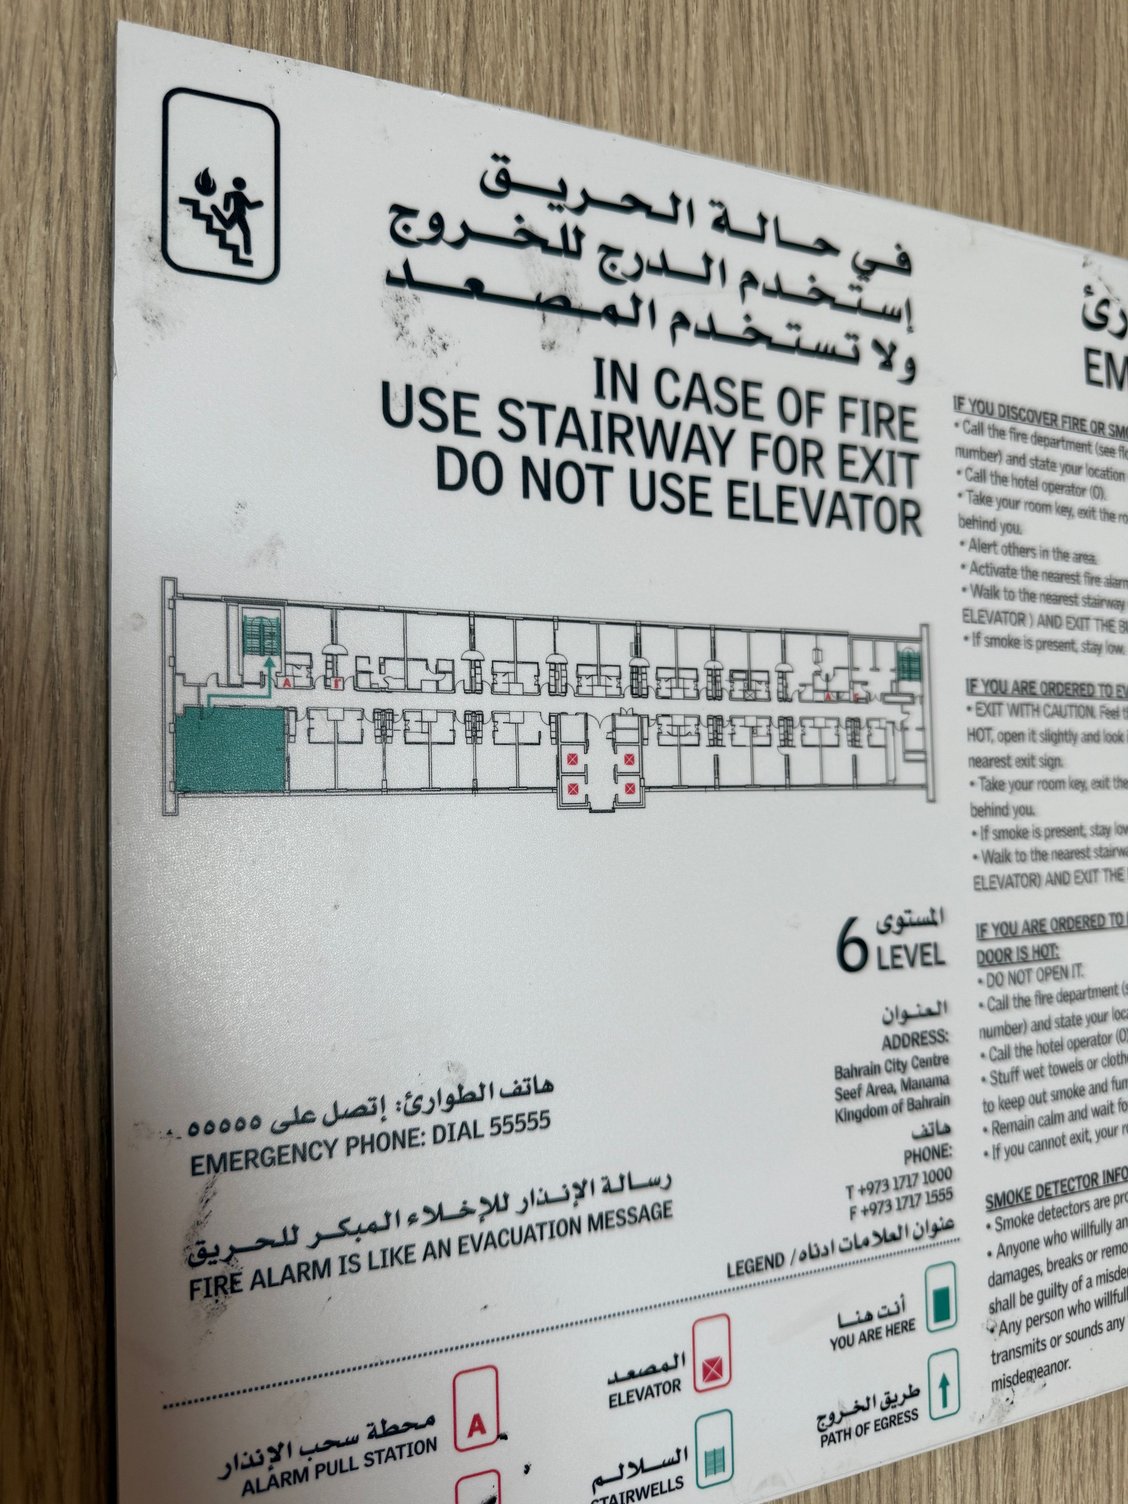 في حالة الحريق
إستخدم الدرج للخروج
ولا تستخدم المصعد
IN CASE OF FIRE
USE STAIRWAY FOR EXIT
DO NOT USE ELEVATOR
A
F
A
المستوى
6 LEVEL
العنوان
ADDRESS:
Bahrain City Centre
Seef Area, Manama
Kingdom of Bahrain
هاتف
PHONE:
T +973 1717 1000
F +973 1717 1555
هاتف الطوارئ: إتصل على ٥٥٥٥٥
EMERGENCY PHONE: DIAL 55555
رسالة الإنذار للإخلاء المبكر للحريق
FIRE ALARM IS LIKE AN EVACUATION MESSAGE
LEGEND / عنوان العلامات ادناه
أنت هنا
YOU ARE HERE
طريق الخروج
PATH OF EGRESS
المصعد
ELEVATOR
السلالم
STAIRWELLS
محطة سحب الإنذار
ALARM PULL STATION
A
EM
IF YOU DISCOVER FIRE OR
• Call the fire department (see
number) and state your location
• Call the hotel operator (0).
• Take your room key, exit the
behind you.
• Alert others in the area.
• Activate the nearest fire alarm
• Walk to the nearest stairway
ELEVATOR ) AND EXIT THE
• If smoke is present, stay low.
IF YOU ARE ORDERED TO
• EXIT WITH CAUTION. Feel
HOT, open it slightly and look
nearest exit sign.
• Take your room key, exit the
behind you.
• If smoke is present, stay low
• Walk to the nearest
ELEVATOR) AND EXIT THE
IF YOU ARE ORDERED TO
DOOR IS HOT:
• DO NOT OPEN IT.
• Call the fire department
number) and state your
• Call the hotel operator (0)
• Stuff wet towels or
to keep out smoke and
• Remain calm and wait
• If you cannot exit, your
SMOKE DETECTOR
• Smoke detectors are
• Anyone who willfully
damages, breaks or
shall be guilty of a
• Any person who
transmits or sounds any
misdemeanor.